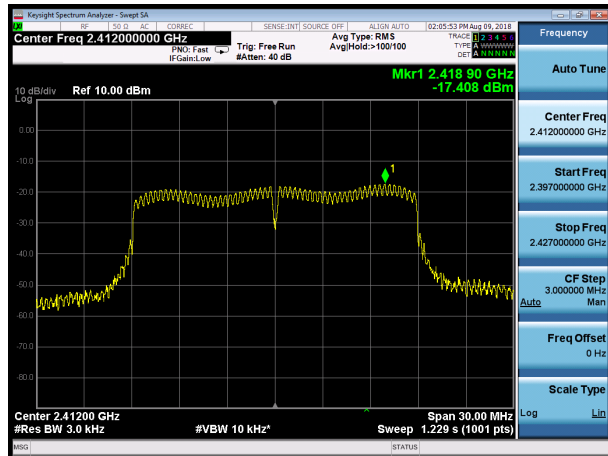 Keysight Spectrum Analyzer - Swept SA
RF 50 Ω AC CORREC SENSE:INT SOURCE OFF ALIGN AUTO 02:05:53 PM Aug 09, 2018
Center Freq 2.412000000 GHz
PNO: Fast
IFGain:Low
Trig: Free Run
#Atten: 40 dB
Avg Type: RMS
Avg|Hold:>100/100
TRACE 1 2 3 4 5 6
TYPE A WWWWW
DET A NNNNN
Frequency
Mkr1 2.418 90 GHz
-17.408 dBm
10 dB/div Ref 10.00 dBm
Log
Auto Tune
0.00
-10.0
-20.0
-30.0
-40.0
-50.0
-60.0
-70.0
-80.0
1
Center Freq
2.412000000 GHz
Start Freq
2.397000000 GHz
Stop Freq
2.427000000 GHz
CF Step
3.000000 MHz
Auto Man
Freq Offset
0 Hz
Scale Type
Log Lin
Center 2.41200 GHz Span 30.00 MHz
#Res BW 3.0 kHz #VBW 10 kHz* Sweep 1.229 s (1001 pts)
MSG STATUS